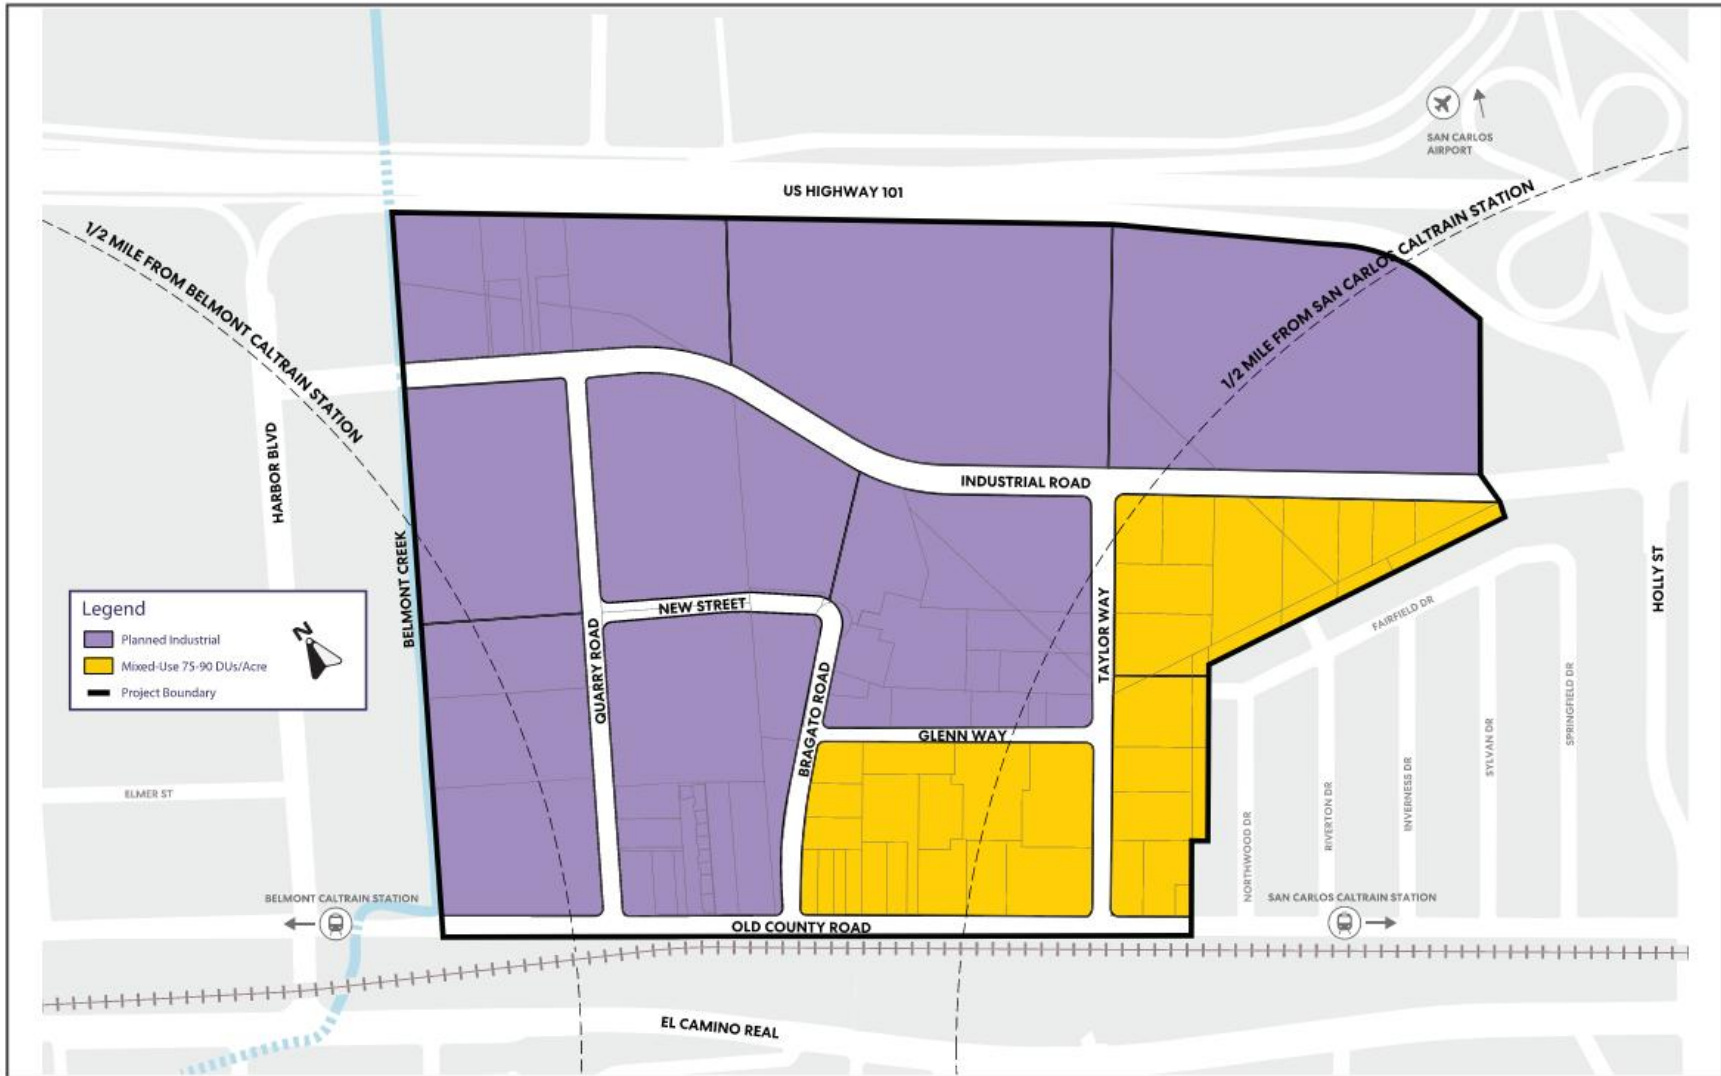 SAN CARLOS
AIRPORT
US HIGHWAY 101
1/2 MILE FROM BELMONT CALTRAIN STATION
1/2 MILE FROM SAN CARLOS CALTRAIN STATION
HARBOR BLVD
BELMONT CREEK
INDUSTRIAL ROAD
HOLLY ST
Legend
Planned Industrial
Mixed-Use 75-90 DUs/Acre
Project Boundary
N
NEW STREET
QUARRY ROAD
BRAGATO ROAD
TAYLOR WAY
GLENN WAY
FAIRFIELD DR
ELMER ST
NORTHWOOD DR
RIVERTON DR
INVERNESS DR
SYLVAN DR
SPRINGFIELD DR
BELMONT CALTRAIN STATION
SAN CARLOS CALTRAIN STATION
OLD COUNTY ROAD
EL CAMINO REAL